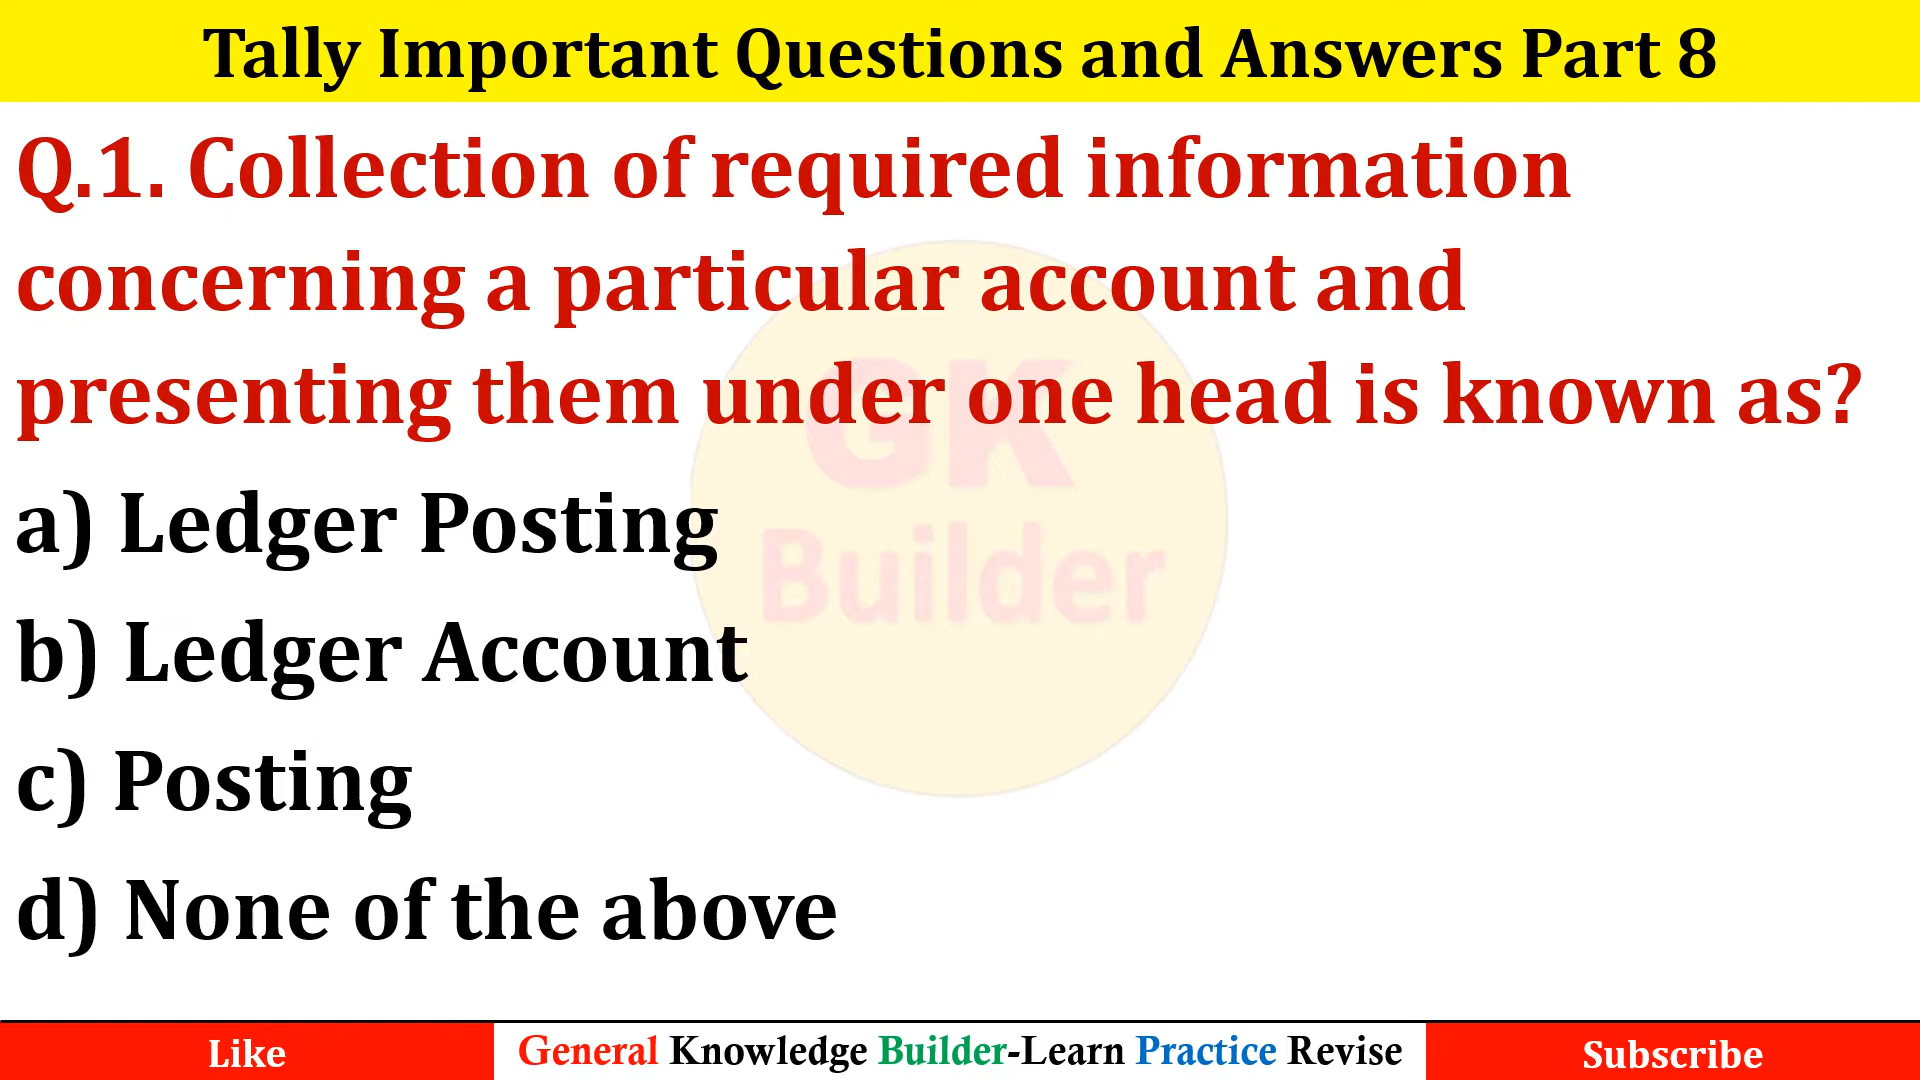 Tally Important Questions and Answers Part 8
Q.1. Collection of required information
concerning a particular account and
presenting them under one head is known as?
GK
a) Ledger Posting
Builder
b) Ledger Account
c) Posting
d) None of the above
Like
General Knowledge Builder-Learn Practice Revise
Subscribe